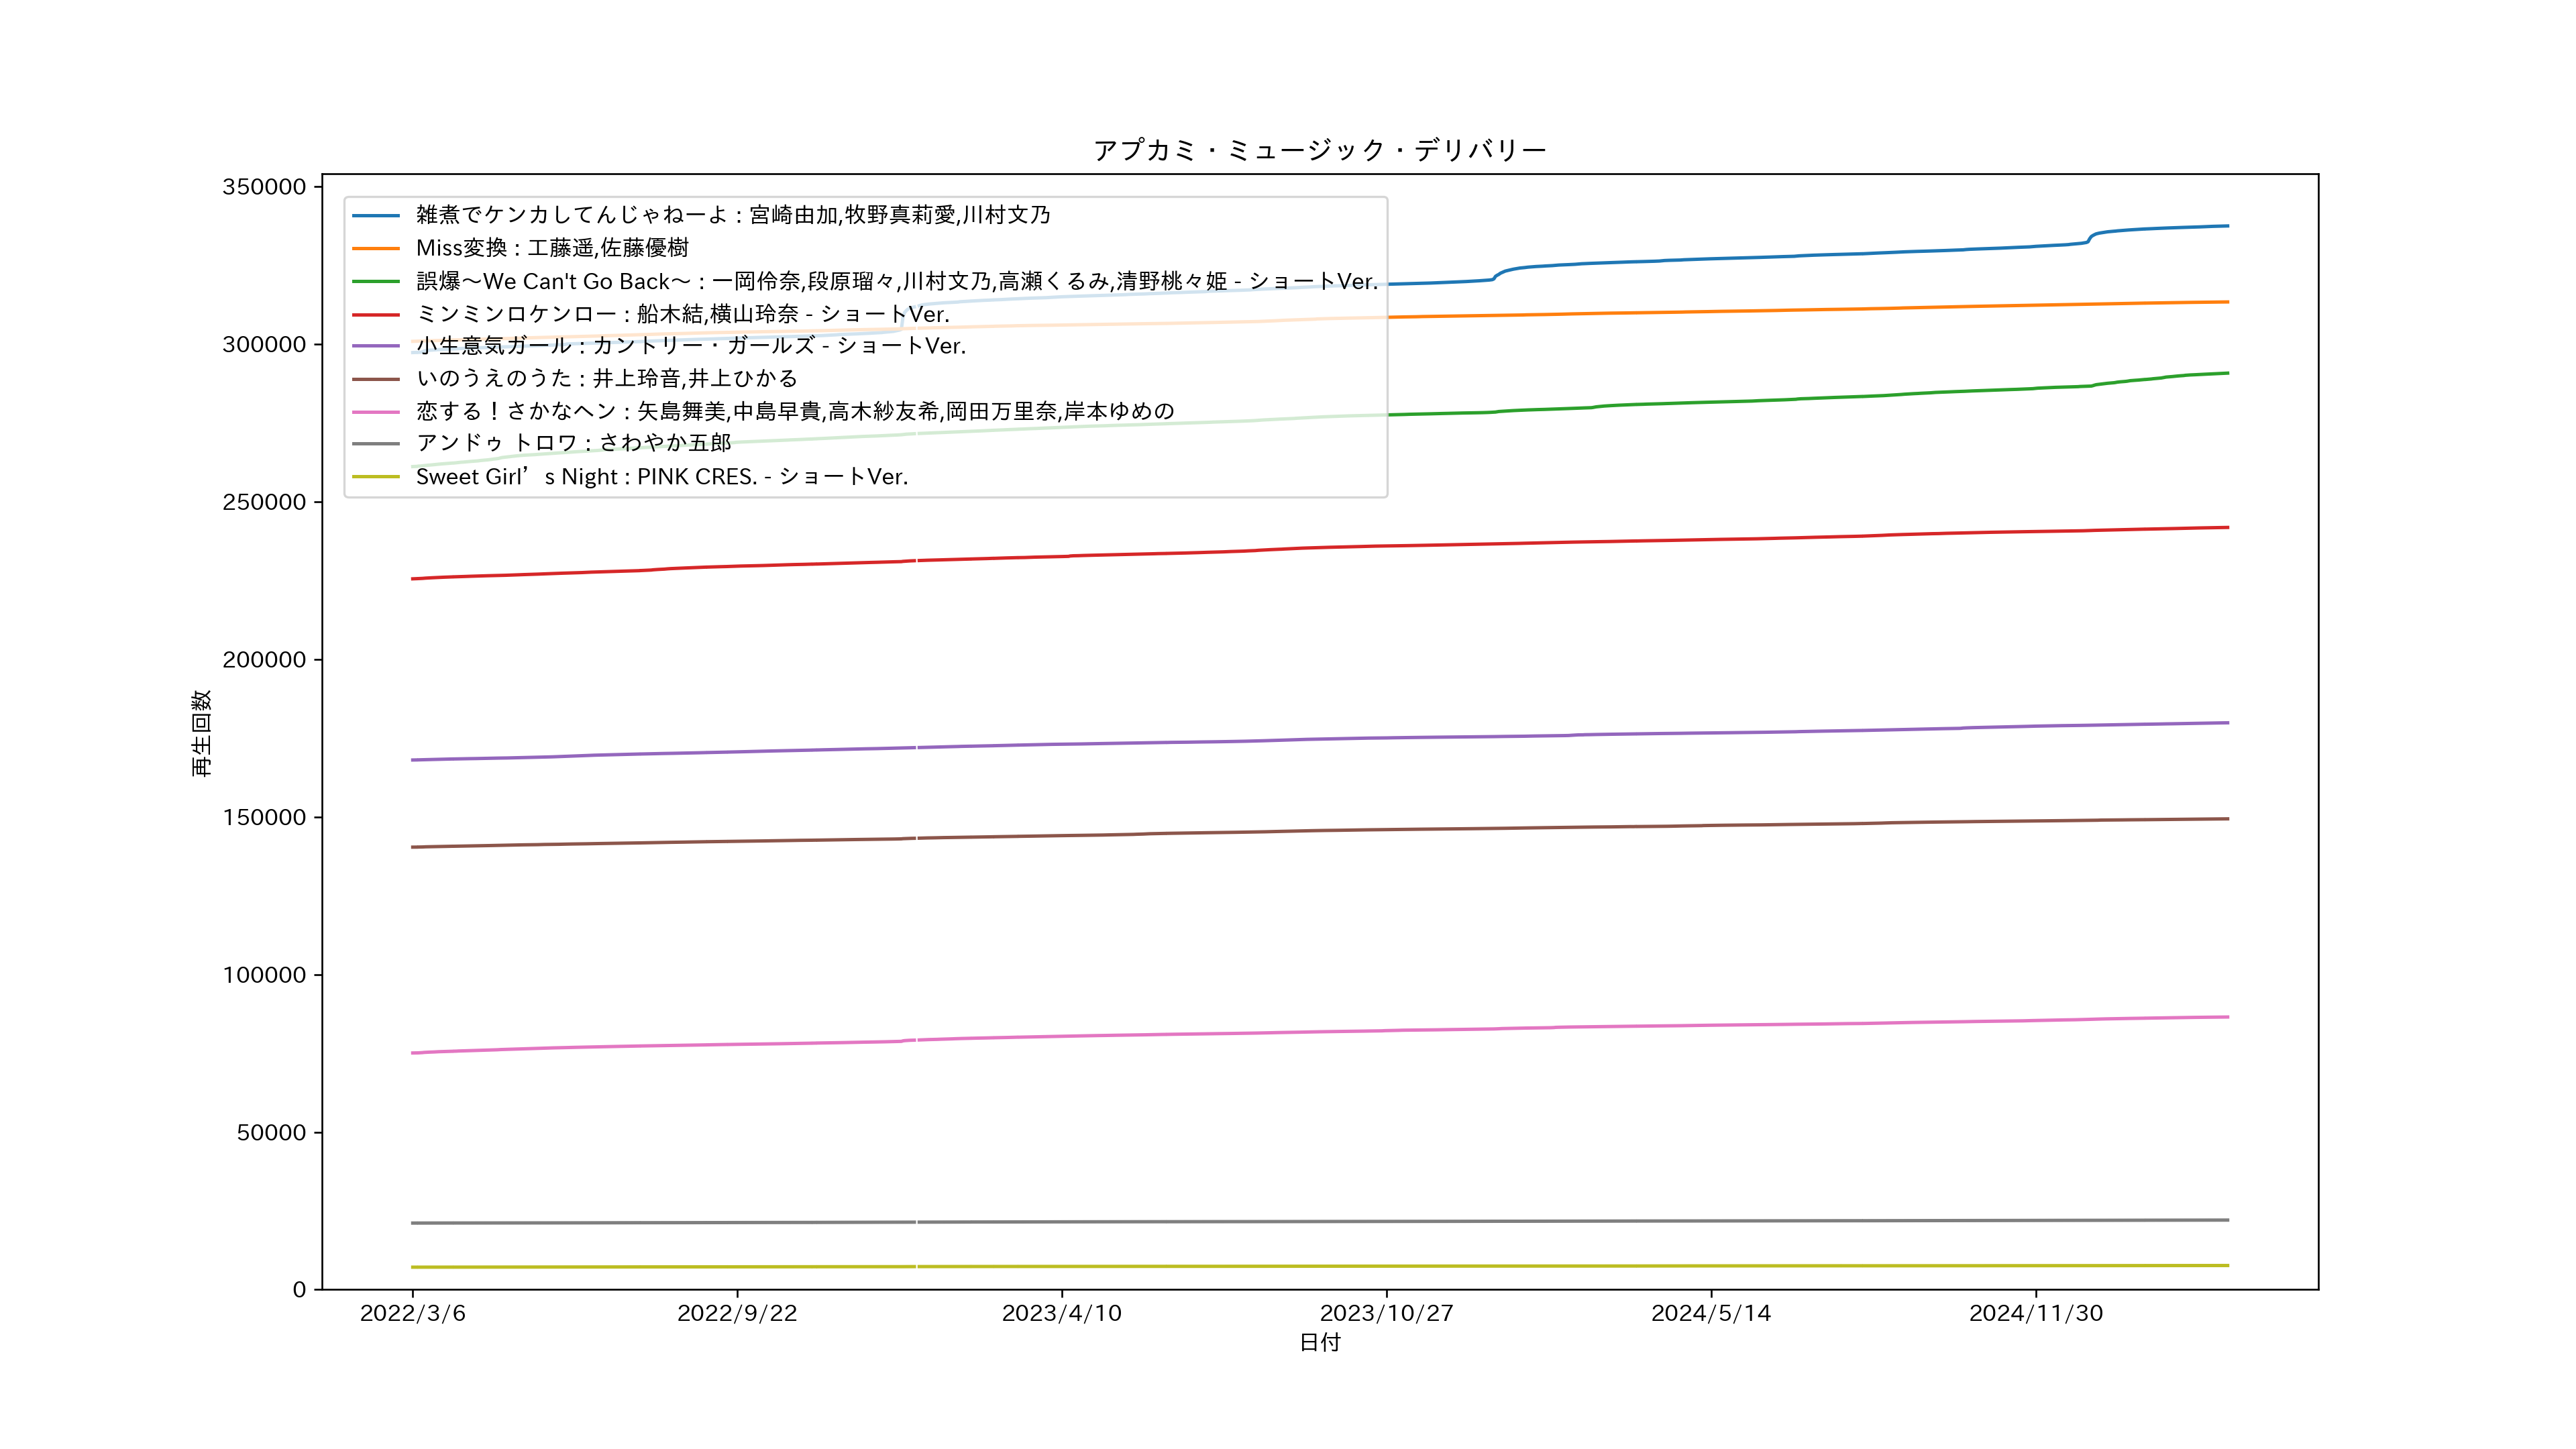 アプカミ・ミュージック・デリバリー
350000
300000
250000
200000
150000
100000
50000
0
再生回数
雑煮でケンカしてんじゃねーよ : 宮崎由加,牧野真莉愛,川村文乃
Miss変換 : 工藤遥,佐藤優樹
誤爆〜We Can't Go Back〜 : 一岡伶奈,段原瑠々,川村文乃,高瀬くるみ,清野桃々姫 - ショートVer.
ミンミンロケンロー : 船木結,横山玲奈 - ショートVer.
小生意気ガール : カントリー・ガールズ - ショートVer.
いのうえのうた : 井上玲音,井上ひかる
恋する！さかなヘン : 矢島舞美,中島早貴,高木紗友希,岡田万里奈,岸本ゆめの
アンドゥ トロワ : さわやか五郎
Sweet Girl’s Night : PINK CRES. - ショートVer.
2022/3/6
2022/9/22
2023/4/10
2023/10/27
2024/5/14
2024/11/30
日付